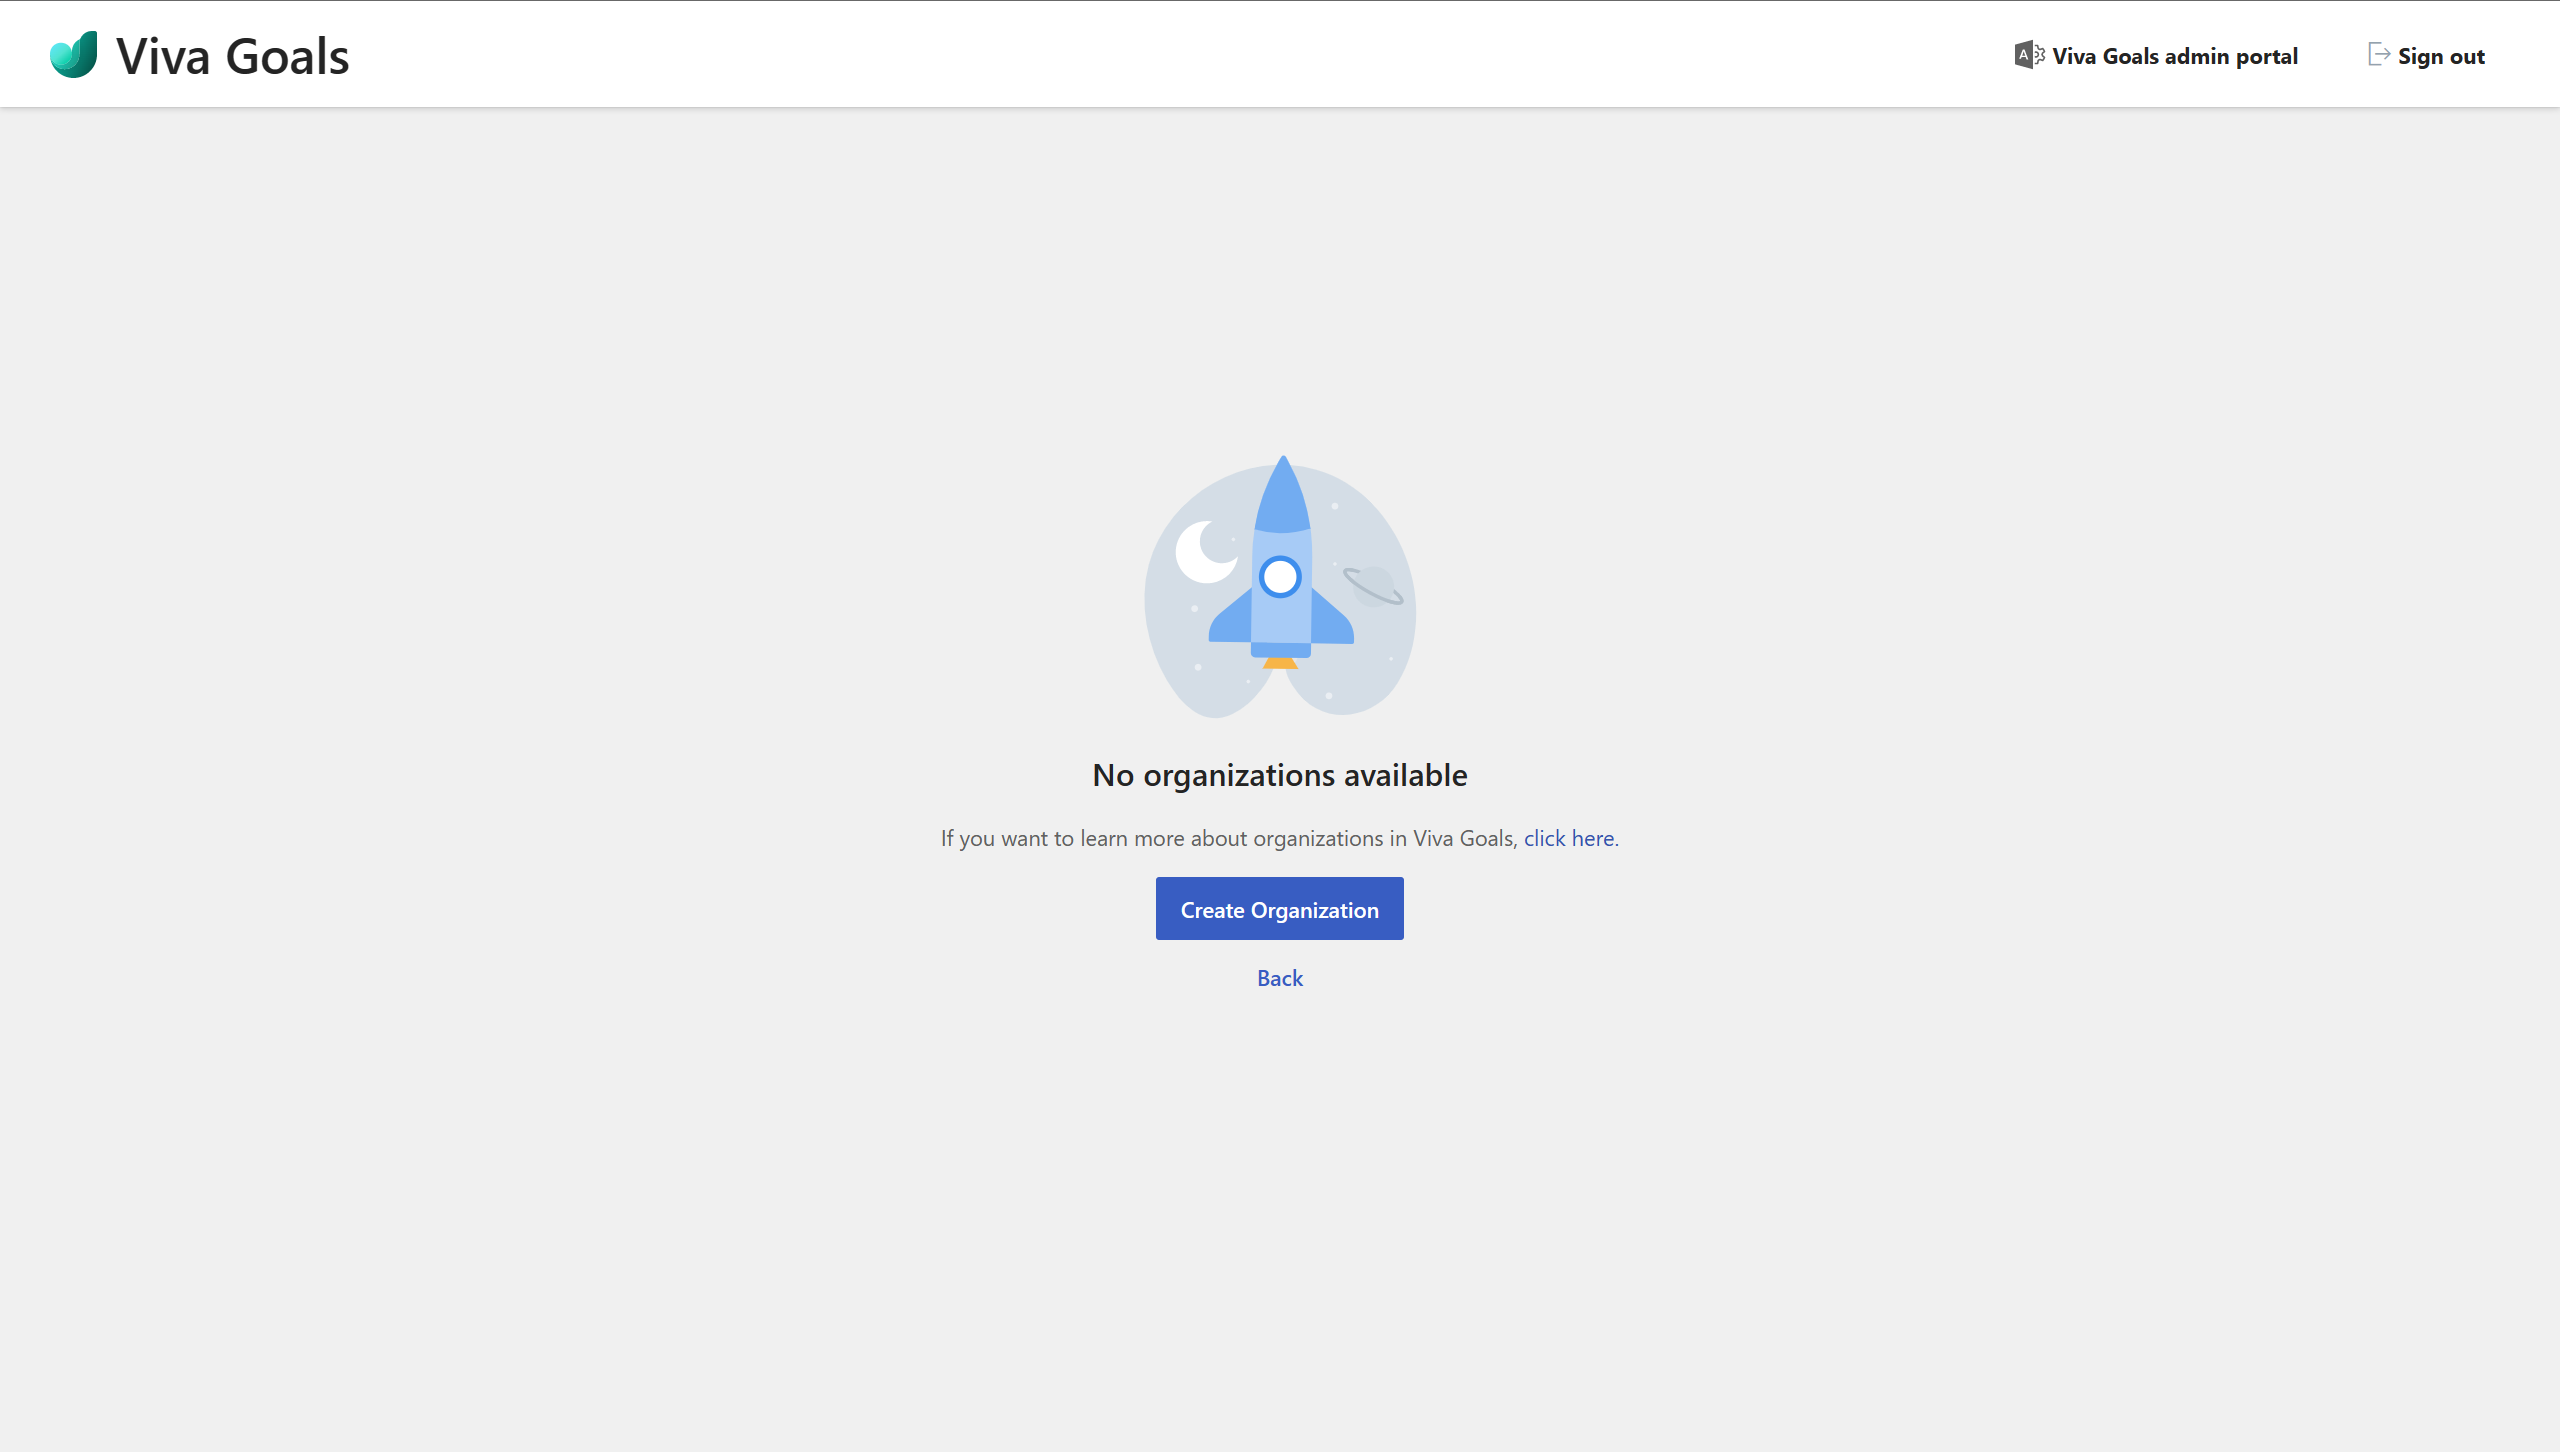 Viva Goals
Viva Goals admin portal
Sign out
No organizations available
If you want to learn more about organizations in Viva Goals, click here.
Create Organization
Back